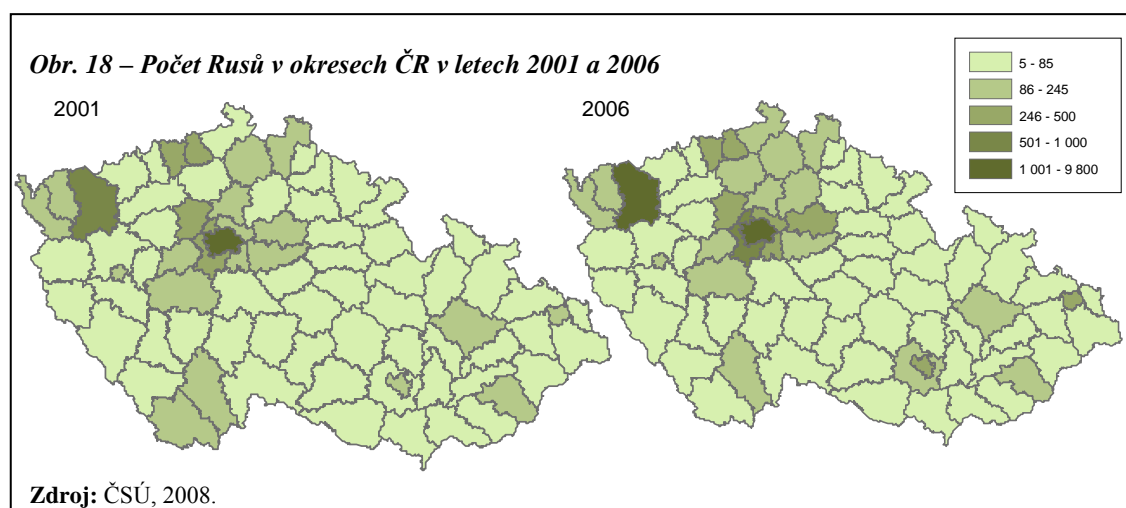 Obr. 18 – Počet Rusů v okresech ČR v letech 2001 a 2006
2001
2006
5 - 85
86 - 245
246 - 500
501 - 1 000
1 001 - 9 800
Zdroj: ČSÚ, 2008.